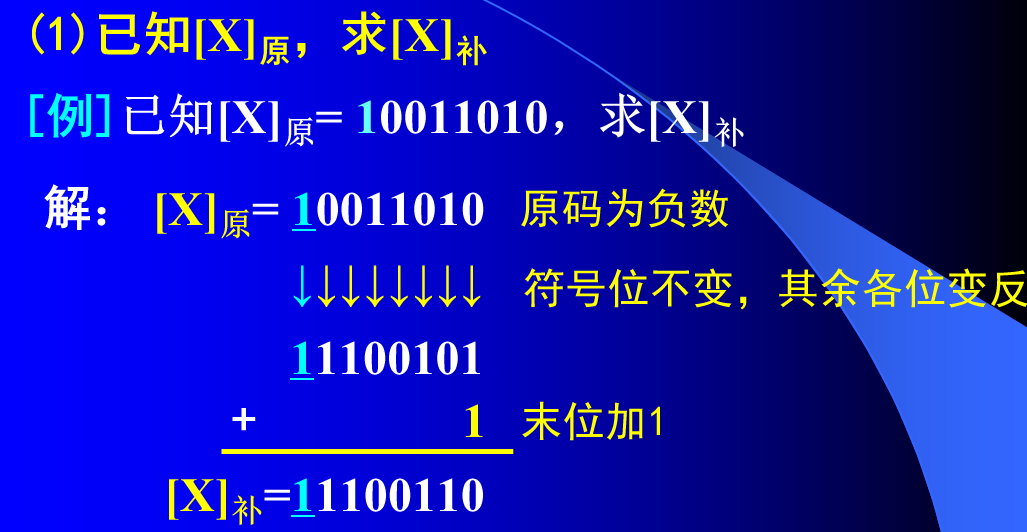 (1)已知[X]原，求[X]补
[例]已知[X]原= 10011010，求[X]补
解： [X]原= 10011010 原码为负数
↓↓↓↓↓↓↓↓ 符号位不变，其余各位变反
11100101
+ 1 末位加1
[X]补=11100110